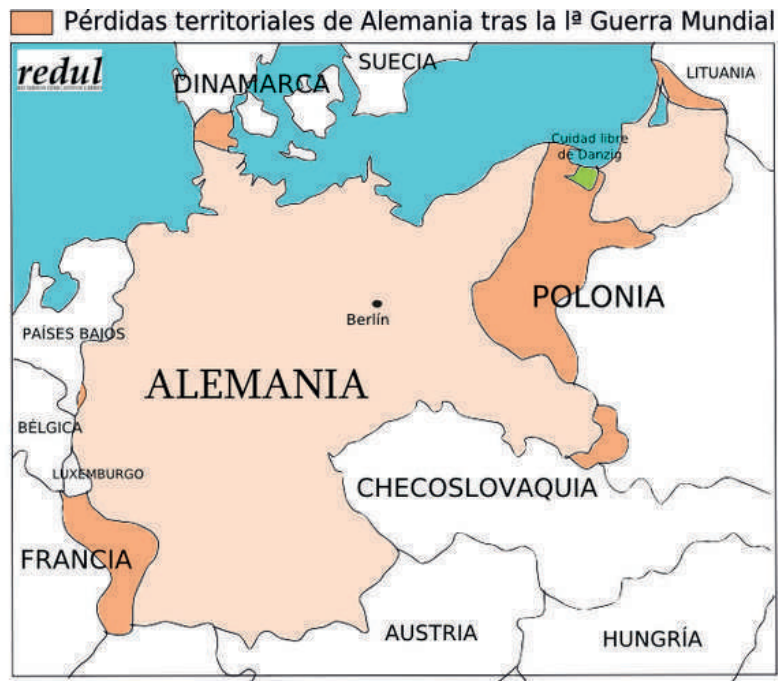 Pérdidas territoriales de Alemania tras la Iª Guerra Mundial
redul
DINAMARCA
SUECIA
LITUANIA
Cuidad libre
de Danzig
POLONIA
Berlín
PAÍSES BAJOS
ALEMANIA
BÉLGICA
LUXEMBURGO
CHECOSLOVAQUIA
FRANCIA
AUSTRIA
HUNGRÍA